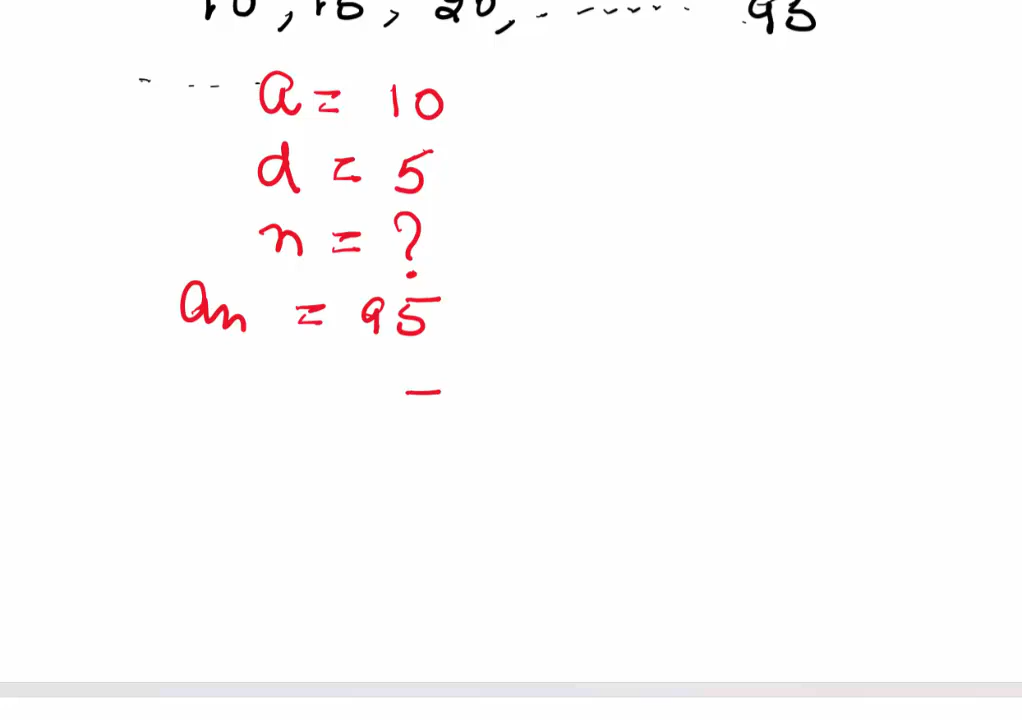 10, 15, 20, ........ 95
a = 10
d = 5
n = ?
an = 95